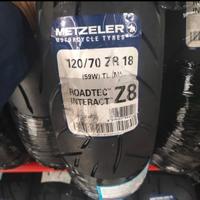 METZELER
MOTORCYCLE TYRES
120/70 ZR 18
(59W) TL (M)
ROADTEC Z8
INTERACT